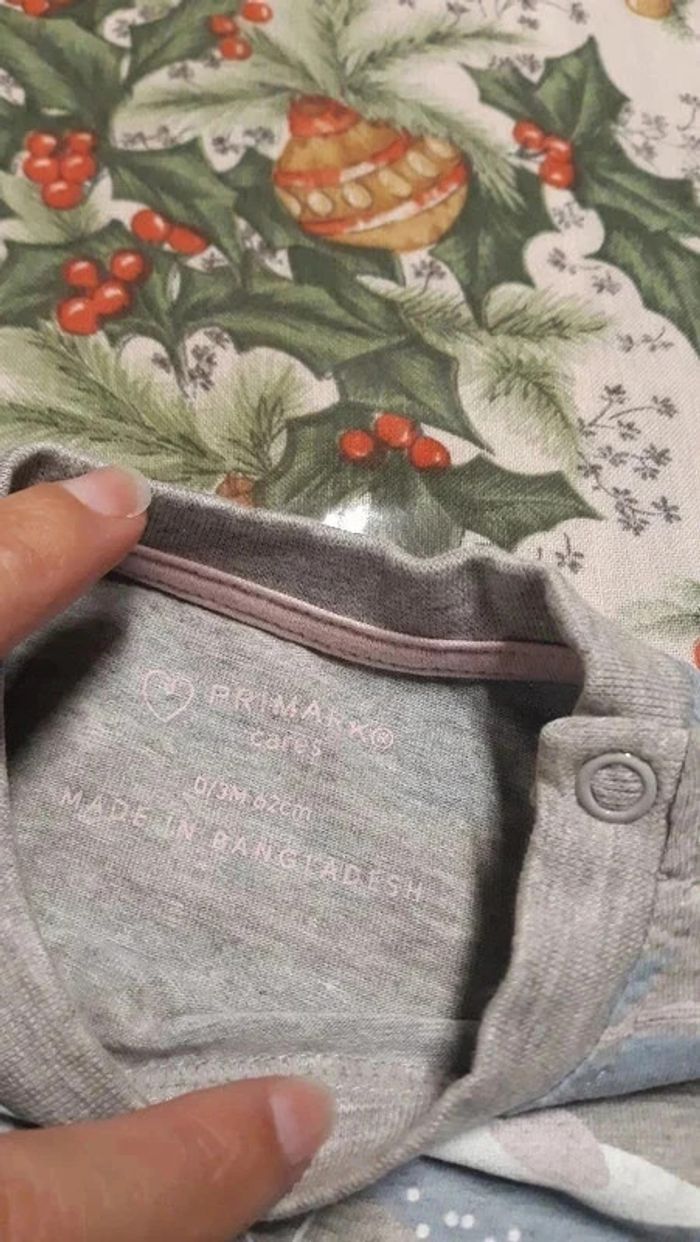 PRIMARK®
cares
0/3M 62cm
MADE IN BANGLADESH